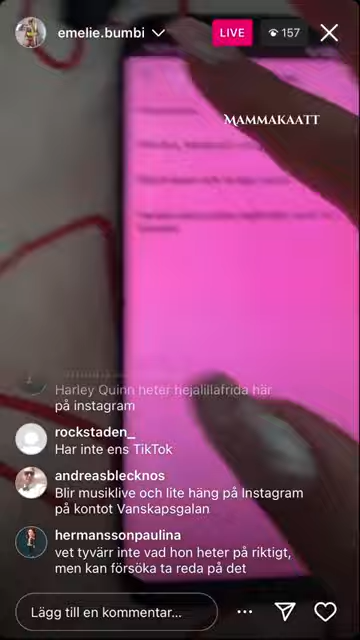 emelie.bumbi
LIVE
157
MAMMAKAATT
Harley Quinn heter hejalillafrida här
på instagram
rockstaden_
Har inte ens TikTok
andreasblecknos
Blir musiklive och lite häng på Instagram
på kontot Vanskapsgalan
hermanssonpaulina
vet tyvärr inte vad hon heter på riktigt,
men kan försöka ta reda på det
Lägg till en kommentar...